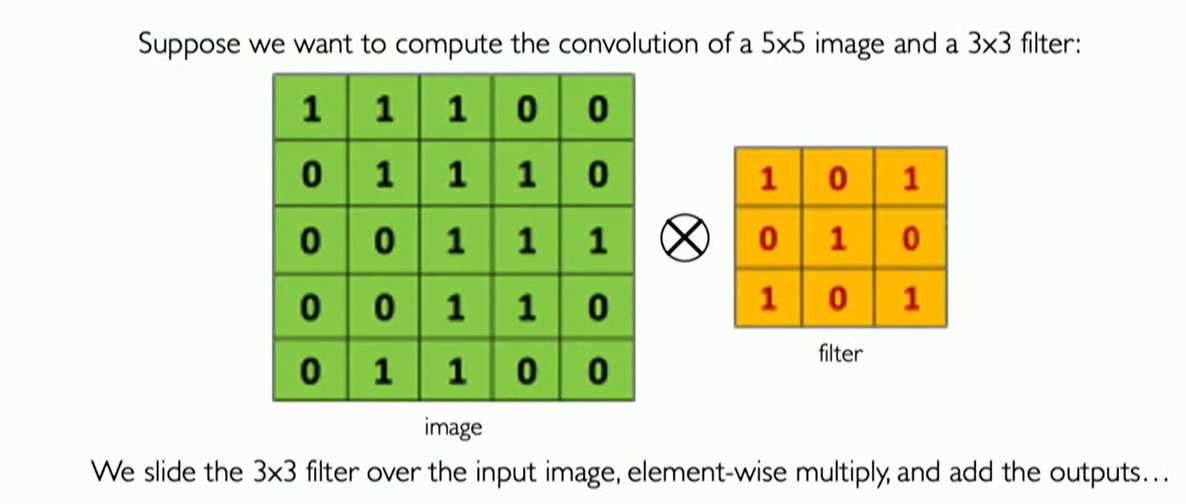 Suppose we want to compute the convolution of a 5x5 image and a 3x3 filter:
1 1 1 0 0
0 1 1 1 0
0 0 1 1 1
0 0 1 1 0
0 1 1 0 0
1 0 1
0 1 0
1 0 1
filter
image
We slide the 3x3 filter over the input image, element-wise multiply, and add the outputs...